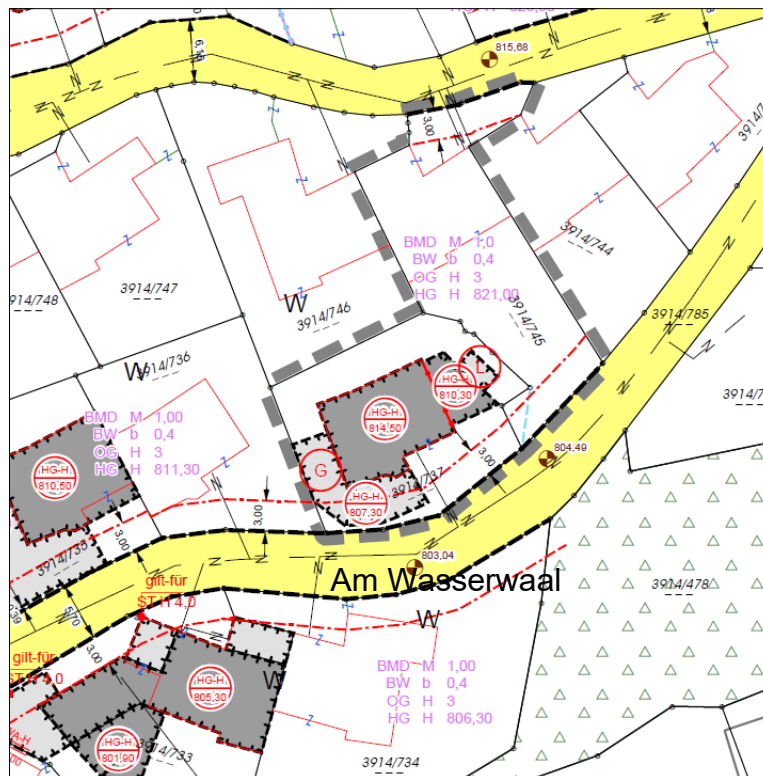 815,68
6,15
3,00
BMD M 1,0
BW b 0,4
OG H 3
HG H 821,00
3914/744
3914/748
3914/747
3914/746
3914/745
3914/785
W
W
3914/736
BMD M 1,00
BW b 0,4
OG H 3
HG H 811,30
L
HG-H
810,30
HG-H
814,50
HG-H
810,50
G
HG-H
807,30
3914/737
3,00
804,49
3,00
3,00
3914/735
803,04
Am Wasserwaal
3914/478
gilt-für
ST H 4,0
5,70
2,39
W
gilt-für
ST H 4,0
3,00
W
HG-H
805,30
BMD M 1,00
BW b 0,4
OG H 3
HG H 806,30
HG-H
801,90
3914/733
3914/734